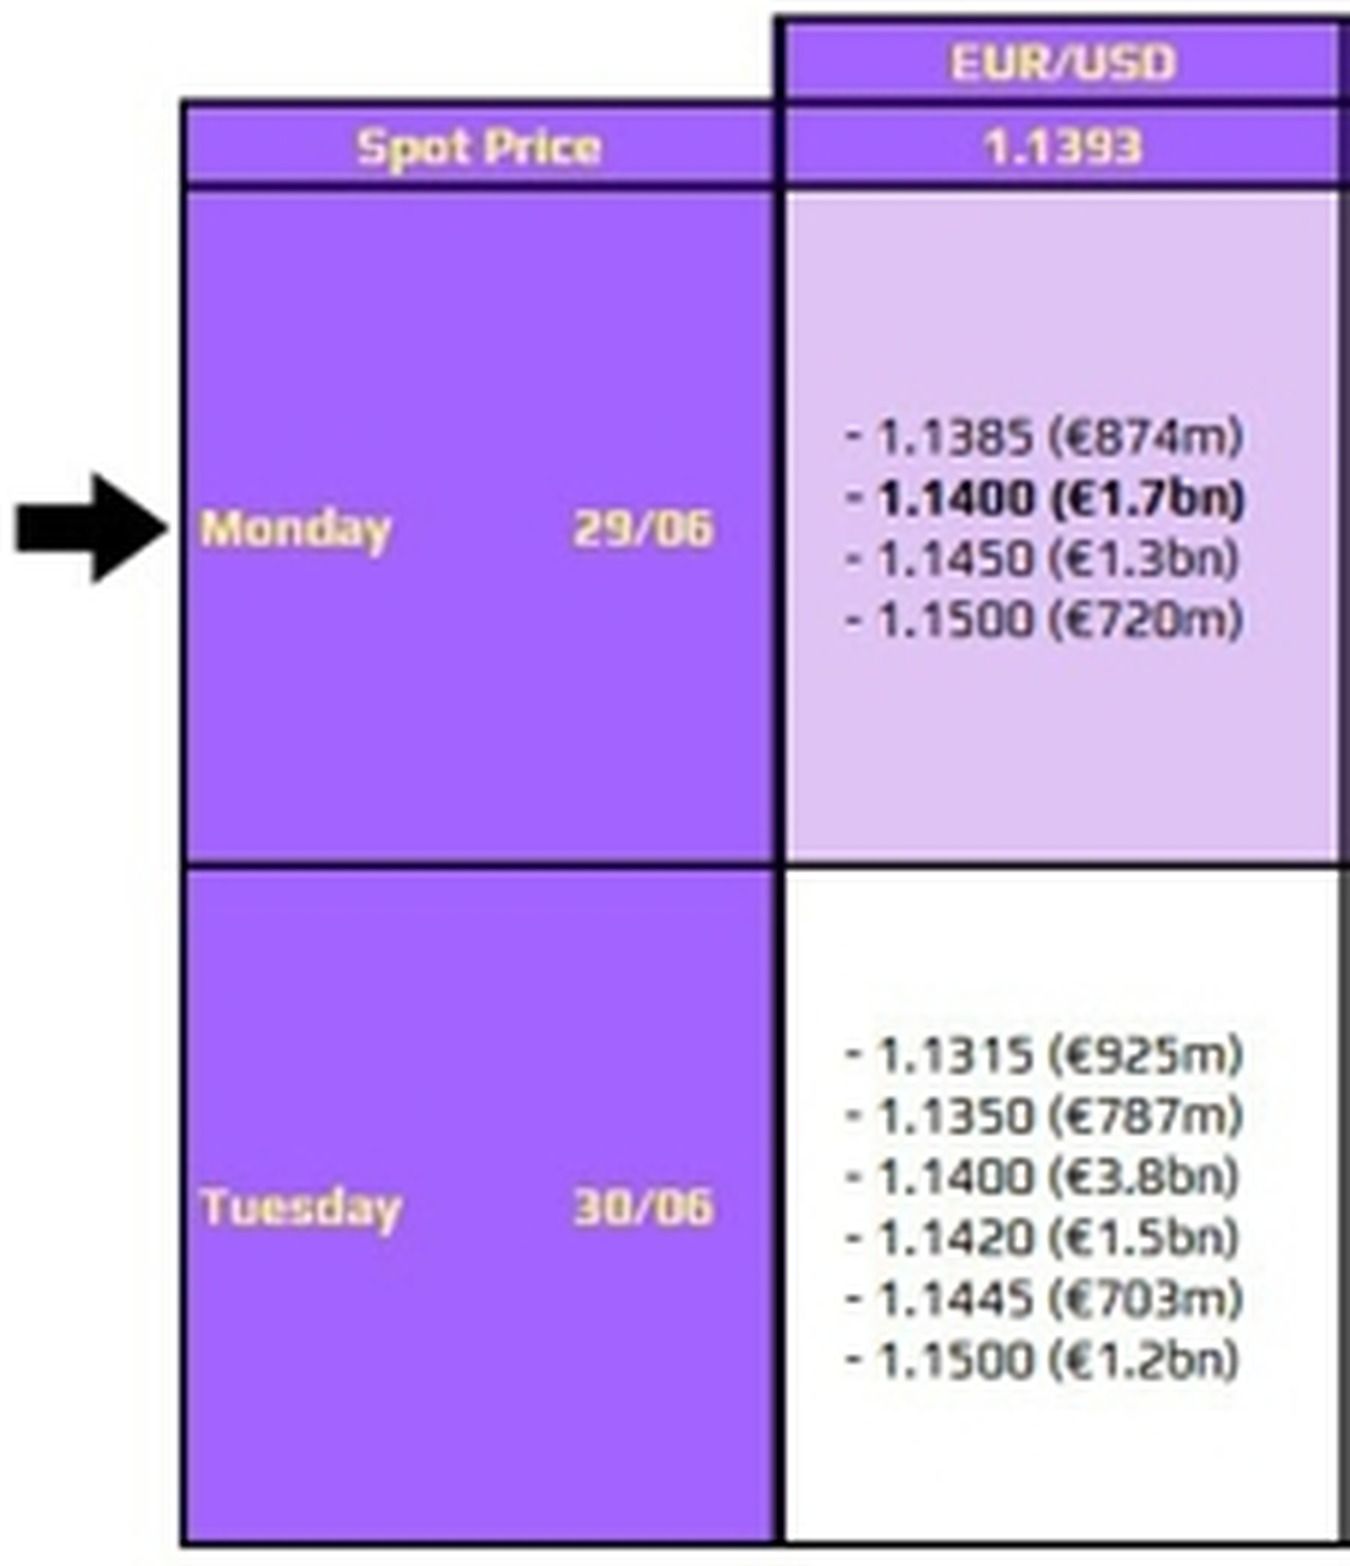 EUR/USD
Spot Price 1.1393
Monday 29/06
- 1.1385 (€874m)
- 1.1400 (€1.7bn)
- 1.1450 (€1.3bn)
- 1.1500 (€720m)
Tuesday 30/06
- 1.1315 (€925m)
- 1.1350 (€787m)
- 1.1400 (€3.8bn)
- 1.1420 (€1.5bn)
- 1.1445 (€703m)
- 1.1500 (€1.2bn)